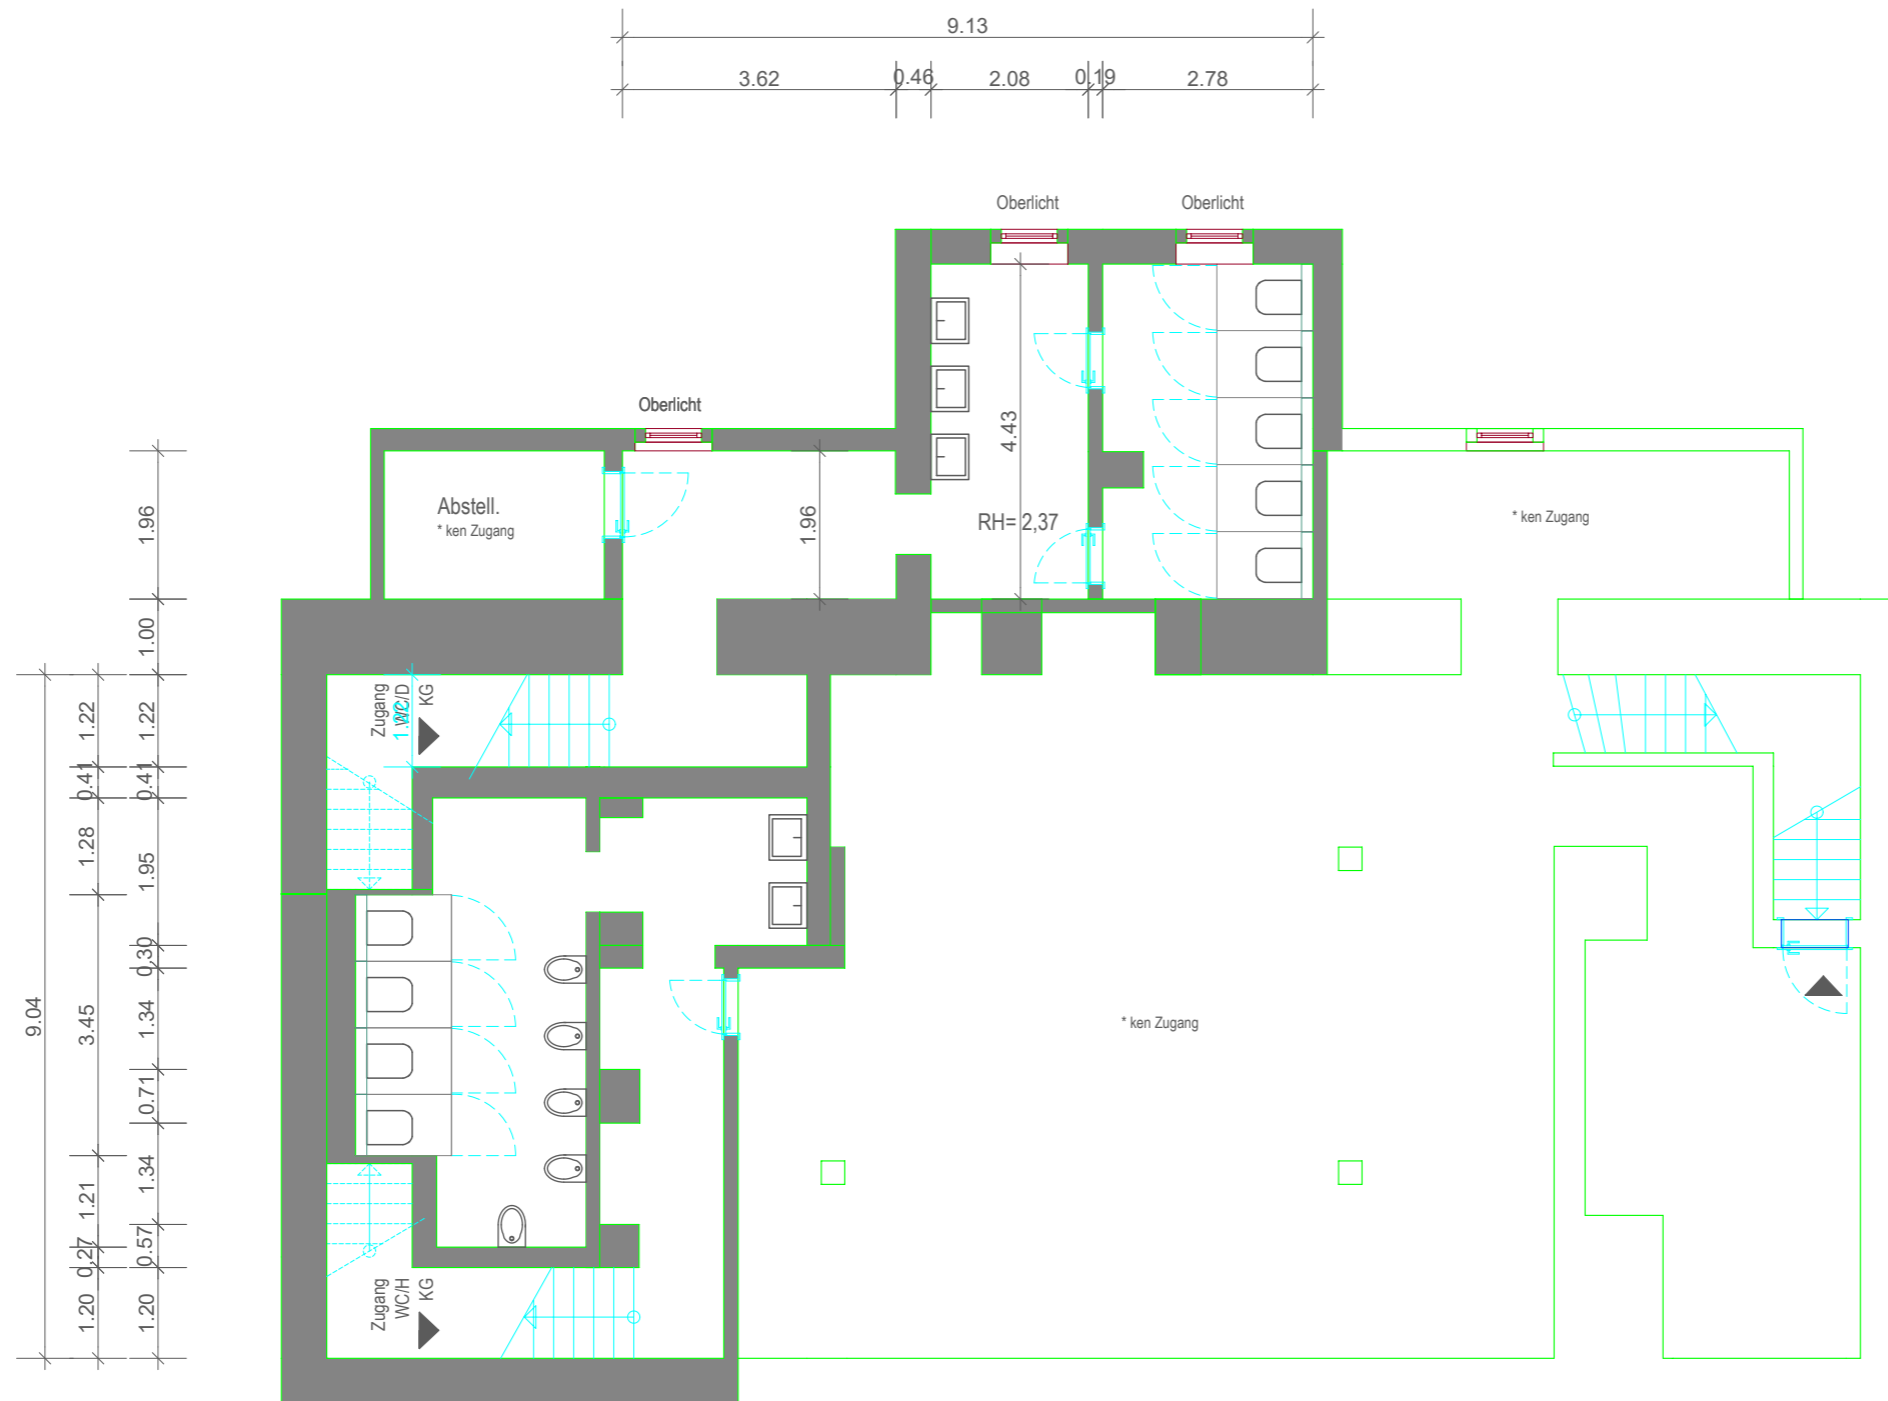 9.13
3.62
0.46
2.08
0.19
2.78
Oberlicht
Oberlicht
Oberlicht
4.43
RH= 2,37
1.96
Abstell.
* ken Zugang
* ken Zugang
* ken Zugang
Zugang
WC/D
KG
Zugang
WC/H
KG
1.96
1.00
1.22
0.41
1.95
0,30
1.34
0.71
1.34
0.57
1.20
1.22
0.41
1.28
3.45
1.21
0,27
1.20
9.04